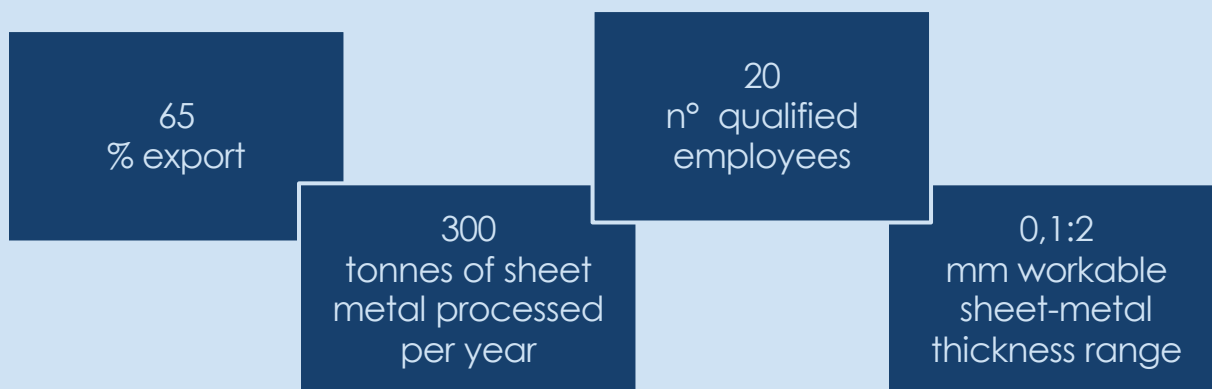 65
% export
300
tonnes of sheet
metal processed
per year
20
n° qualified
employees
0,1:2
mm workable
sheet-metal
thickness range